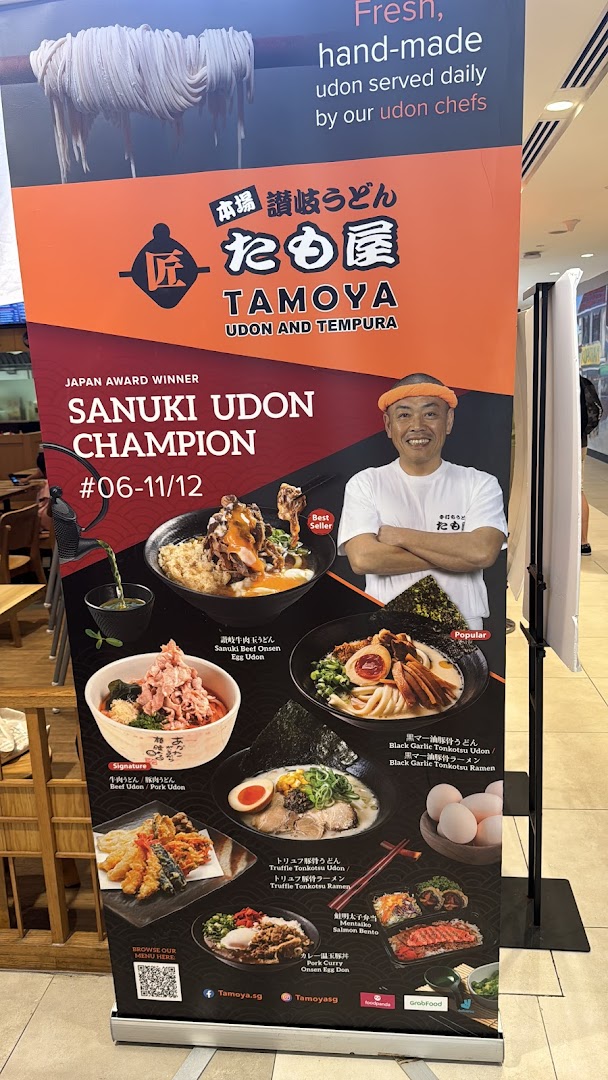 Fresh,
hand-made
udon served daily
by our udon chefs
本場 讃岐うどん
匠
たも屋
TAMOYA
UDON AND TEMPURA
JAPAN AWARD WINNER
SANUKI UDON
CHAMPION
#06-11/12
Best
Seller
讃岐牛肉玉うどん
Sanuki Beef Onsen
Egg Udon
Popular
黒マー油豚骨うどん /
Black Garlic Tonkotsu Udon /
黒マー油豚骨ラーメン
Black Garlic Tonkotsu Ramen
Signature
牛肉うどん / 豚肉うどん
Beef Udon / Pork Udon
トリュフ豚骨うどん
Truffle Tonkotsu Udon /
トリュフ豚骨ラーメン
Truffle Tonkotsu Ramen
鮭明太子弁当
Mentaiko
Salmon Bento
カレー温玉豚丼
Pork Curry
Onsen Egg Don
BROWSE OUR
MENU HERE:
Tamoya.sg
Tamoyasg
foodpanda
GrabFood